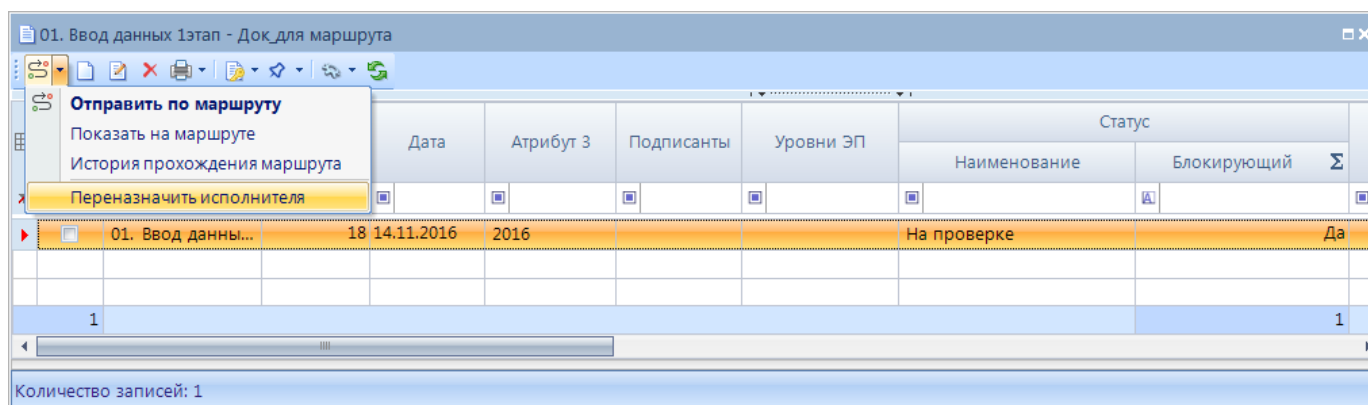 01. Ввод данных 1этап - Док_для маршрута
Отправить по маршруту
Показать на маршруте
История прохождения маршрута
Переназначить исполнителя
Дата Атрибут 3 Подписанты Уровни ЭП Статус
Наименование Блокирующий Σ
01. Ввод данны... 18 14.11.2016 2016 На проверке Да
1 1
Количество записей: 1